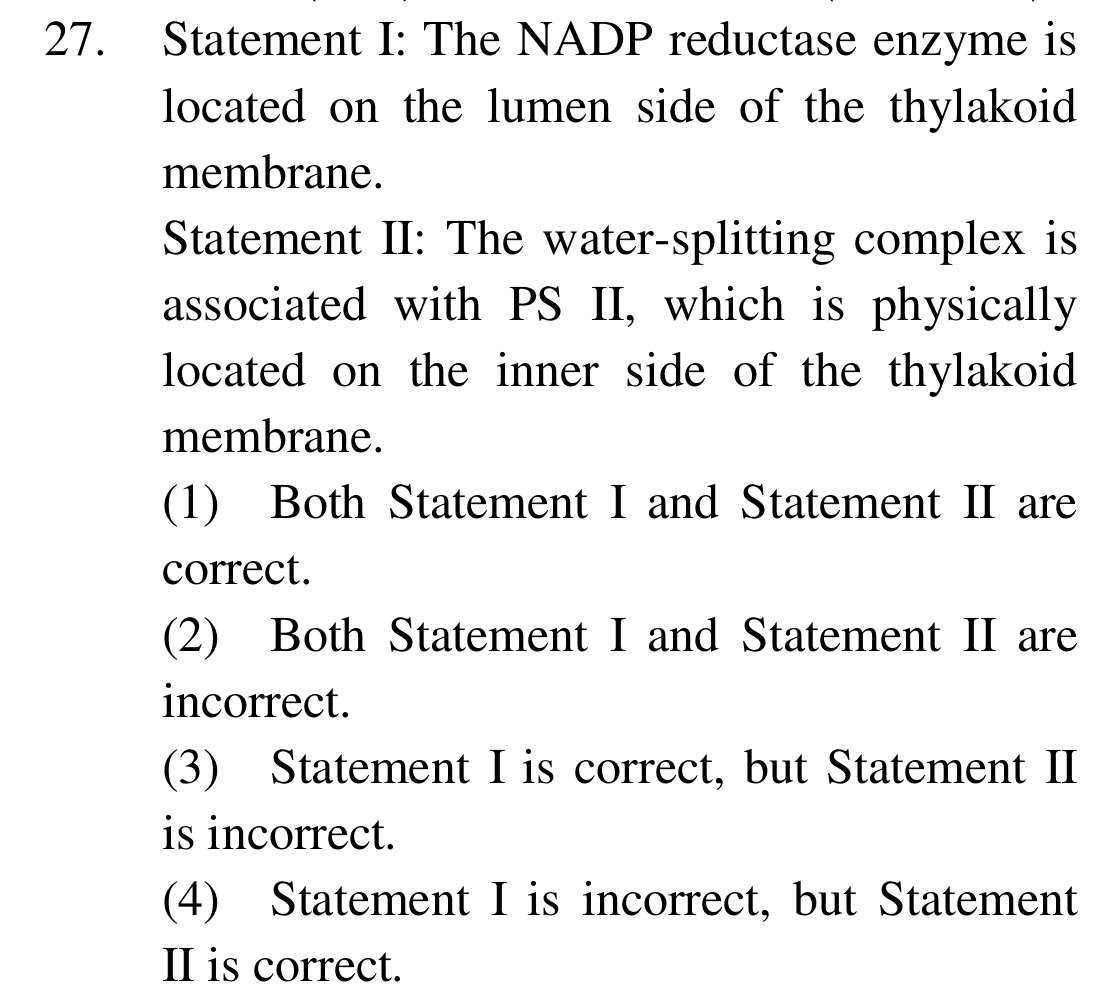 27. Statement I: The NADP reductase enzyme is
located on the lumen side of the thylakoid
membrane.
Statement II: The water-splitting complex is
associated with PS II, which is physically
located on the inner side of the thylakoid
membrane.
(1) Both Statement I and Statement II are
correct.
(2) Both Statement I and Statement II are
incorrect.
(3) Statement I is correct, but Statement II
is incorrect.
(4) Statement I is incorrect, but Statement
II is correct.